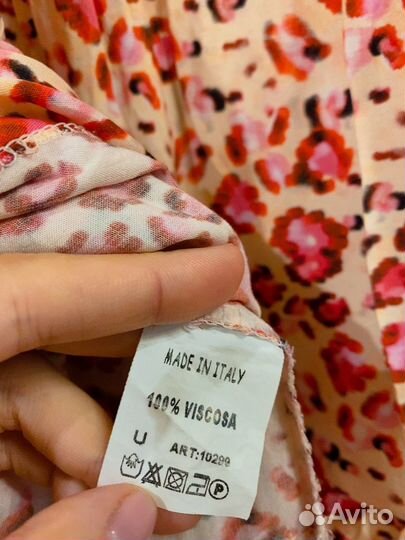 MADE IN ITALY
100% VISCOSA
U
ART:10299
P
Avito